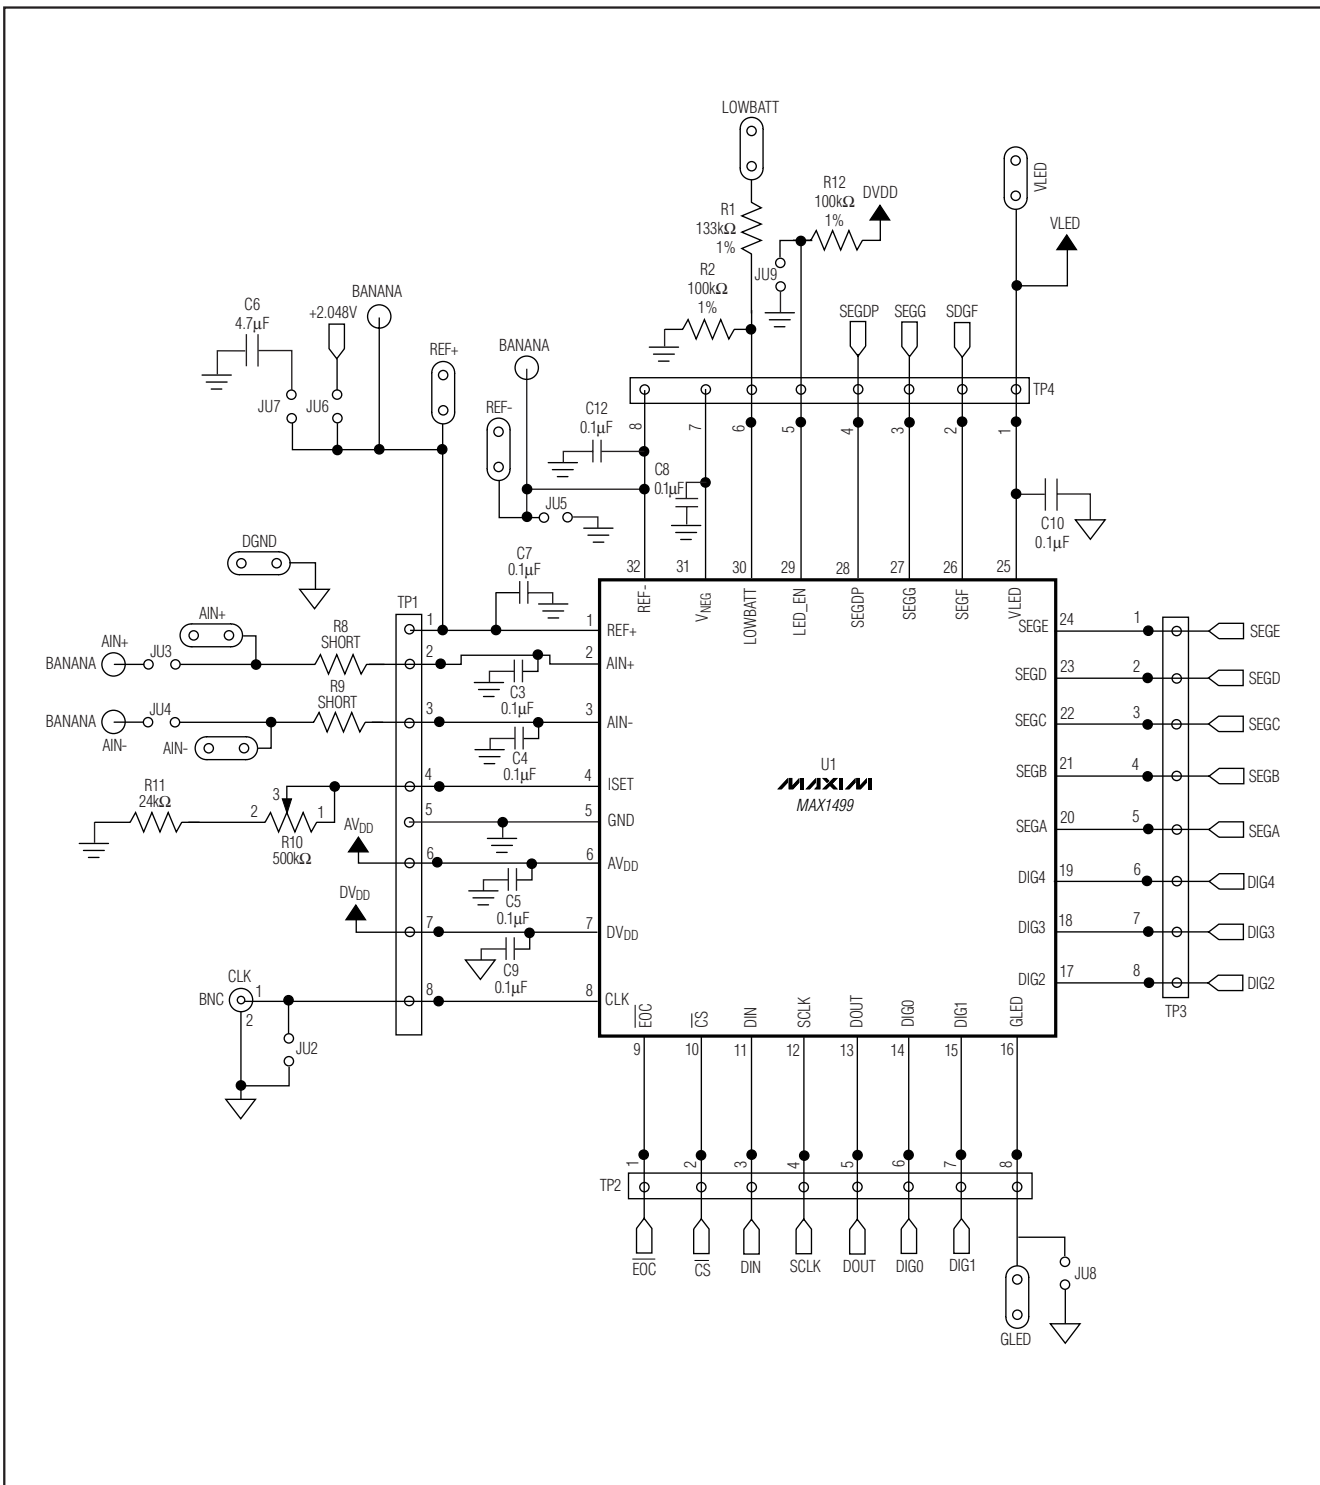 LOWBATT
VLED
R12
100kΩ
1%
DVDD
R1
133kΩ
1%
VLED
R2
100kΩ
1%
JU9
BANANA
C6
4.7μF
+2.048V
SEGDP
SEGG
SDGF
REF+
BANANA
TP4
JU7
JU6
REF-
C12
0.1μF
8
7
6
5
4
3
2
1
C8
0.1μF
JU5
C10
0.1μF
DGND
C7
0.1μF
32
31
30
29
28
27
26
25
REF-
VNEG
LOWBATT
LED_EN
SEGDP
SEGG
SEGF
VLED
TP1
AIN+
R8
SHORT
1
1
REF+
SEGE
24
1
SEGE
AIN+
BANANA
JU3
2
2
AIN+
C3
0.1μF
SEGD
23
2
SEGD
R9
SHORT
BANANA
JU4
AIN-
AIN-
3
3
AIN-
C4
0.1μF
SEGC
22
3
SEGC
U1
MAXIM
MAX1499
SEGB
21
4
SEGB
R11
24kΩ
2
3
1
R10
500kΩ
4
4
ISET
5
5
GND
SEGA
20
5
SEGA
AVDD
6
6
AVDD
C5
0.1μF
DIG4
19
6
DIG4
DVDD
7
7
DVDD
C9
0.1μF
DIG3
18
7
DIG3
CLK
BNC
1
2
8
8
CLK
DIG2
17
8
DIG2
TP3
JU2
EOC
CS
DIN
SCLK
DOUT
DIG0
DIG1
GLED
9
10
11
12
13
14
15
16
1
2
3
4
5
6
7
8
TP2
EOC
CS
DIN
SCLK
DOUT
DIG0
DIG1
JU8
GLED